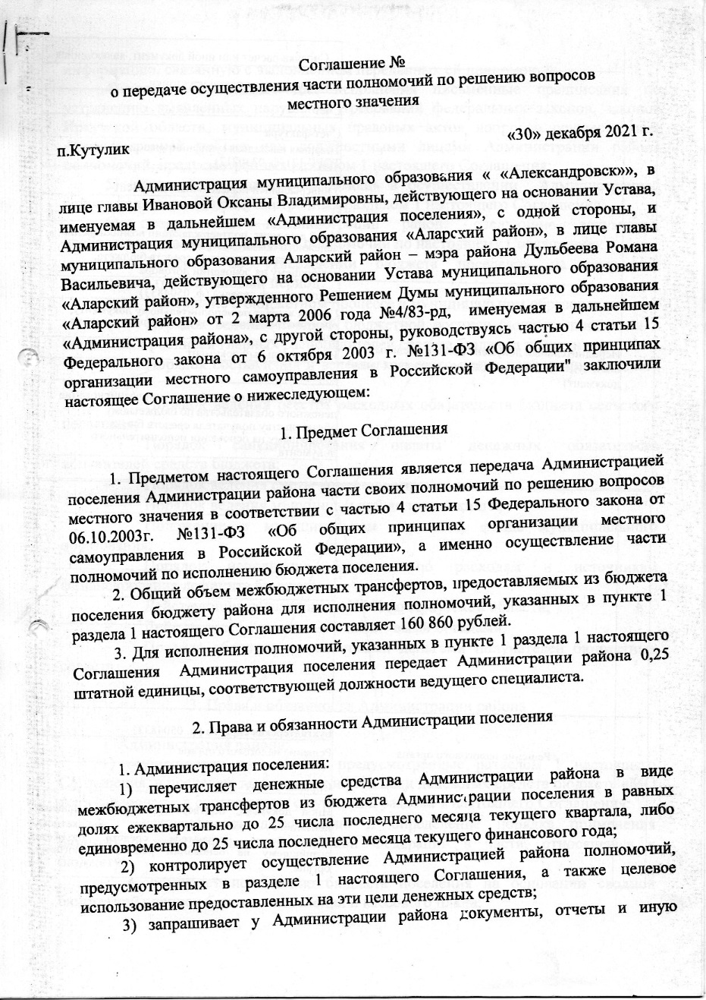 Соглашение №
о передаче осуществления части полномочий по решению вопросов
местного значения
«30» декабря 2021 г.
п.Кутулик
Администрация муниципального образования « «Александровск»», в
лице главы Ивановой Оксаны Владимировны, действующего на основании Устава,
именуемая в дальнейшем «Администрация поселения», с одной стороны, и
Администрация муниципального образования «Аларский район», в лице главы
муниципального образования Аларский район – мэра района Дульбеева Романа
Васильевича, действующего на основании Устава муниципального образования
«Аларский район», утвержденного Решением Думы муниципального образования
«Аларский район» от 2 марта 2006 года №4/83-рд, именуемая в дальнейшем
«Администрация района», с другой стороны, руководствуясь частью 4 статьи 15
Федерального закона от 6 октября 2003 г. №131-ФЗ «Об общих принципах
организации местного самоуправления в Российской Федерации" заключили
настоящее Соглашение о нижеследующем:
1. Предмет Соглашения
1. Предметом настоящего Соглашения является передача Администрацией
поселения Администрации района части своих полномочий по решению вопросов
местного значения в соответствии с частью 4 статьи 15 Федерального закона от
06.10.2003г. №131-ФЗ «Об общих принципах организации местного
самоуправления в Российской Федерации», а именно осуществление части
полномочий по исполнению бюджета поселения.
2. Общий объем межбюджетных трансфертов, предоставляемых из бюджета
поселения бюджету района для исполнения полномочий, указанных в пункте 1
раздела 1 настоящего Соглашения составляет 160 860 рублей.
3. Для исполнения полномочий, указанных в пункте 1 раздела 1 настоящего
Соглашения Администрация поселения передает Администрации района 0,25
штатной единицы, соответствующей должности ведущего специалиста.
2. Права и обязанности Администрации поселения
1. Администрация поселения:
1) перечисляет денежные средства Администрации района в виде
межбюджетных трансфертов из бюджета Администрации поселения в равных
долях ежеквартально до 25 числа последнего месяца текущего квартала, либо
единовременно до 25 числа последнего месяца текущего финансового года;
2) контролирует осуществление Администрацией района полномочий,
предусмотренных в разделе 1 настоящего Соглашения, а также целевое
использование предоставленных на эти цели денежных средств;
3) запрашивает у Администрации района документы, отчеты и иную